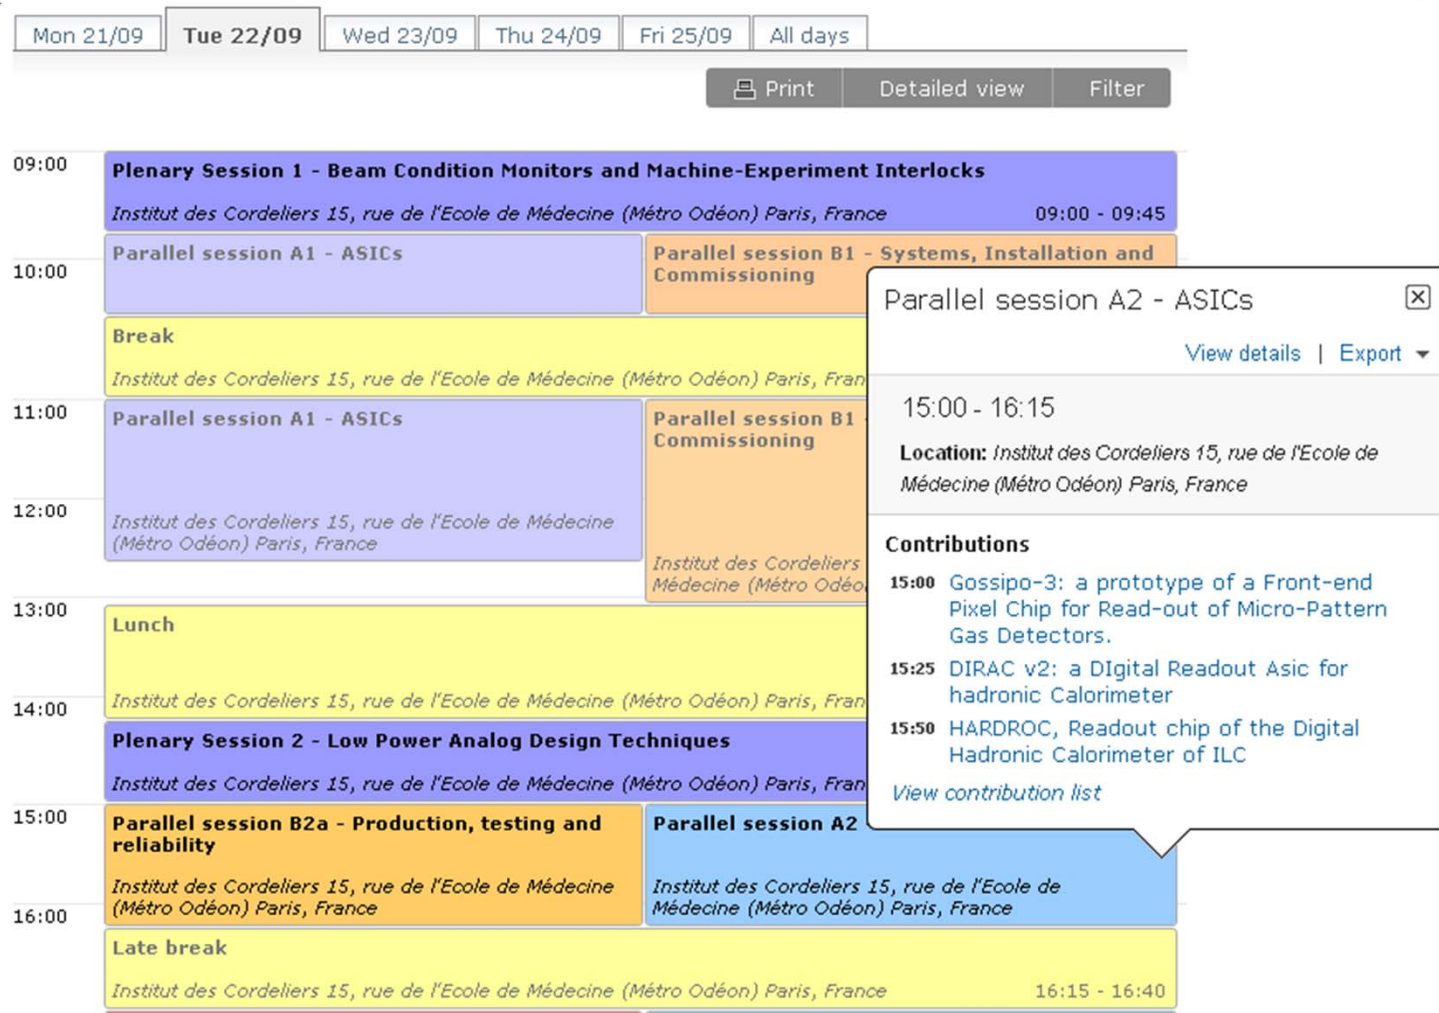 Mon 21/09 Tue 22/09 Wed 23/09 Thu 24/09 Fri 25/09 All days
Print Detailed view Filter
09:00
Plenary Session 1 - Beam Condition Monitors and Machine-Experiment Interlocks
Institut des Cordeliers 15, rue de l'Ecole de Médecine (Métro Odéon) Paris, France 09:00 - 09:45
Parallel session A1 - ASICs
Parallel session B1 - Systems, Installation and
Commissioning
10:00
Break
Institut des Cordeliers 15, rue de l'Ecole de Médecine (Métro Odéon) Paris, Fran
11:00
Parallel session A1 - ASICs
Institut des Cordeliers 15, rue de l'Ecole de Médecine
(Métro Odéon) Paris, France
Parallel session B1
Commissioning
Institut des Cordeliers
Médecine (Métro Odéo
12:00
13:00
Lunch
Institut des Cordeliers 15, rue de l'Ecole de Médecine (Métro Odéon) Paris, Fran
14:00
Plenary Session 2 - Low Power Analog Design Techniques
Institut des Cordeliers 15, rue de l'Ecole de Médecine (Métro Odéon) Paris, Fran
15:00
Parallel session B2a - Production, testing and
reliability
Institut des Cordeliers 15, rue de l'Ecole de Médecine
(Métro Odéon) Paris, France
Parallel session A2
Institut des Cordeliers 15, rue de l'Ecole de
Médecine (Métro Odéon) Paris, France
16:00
Late break
Institut des Cordeliers 15, rue de l'Ecole de Médecine (Métro Odéon) Paris, France 16:15 - 16:40
Parallel session A2 - ASICs
View details | Export
15:00 - 16:15
Location: Institut des Cordeliers 15, rue de l'Ecole de
Médecine (Métro Odéon) Paris, France
Contributions
15:00 Gossipo-3: a prototype of a Front-end
Pixel Chip for Read-out of Micro-Pattern
Gas Detectors.
15:25 DIRAC v2: a DIgital Readout Asic for
hadronic Calorimeter
15:50 HARDROC, Readout chip of the Digital
Hadronic Calorimeter of ILC
View contribution list